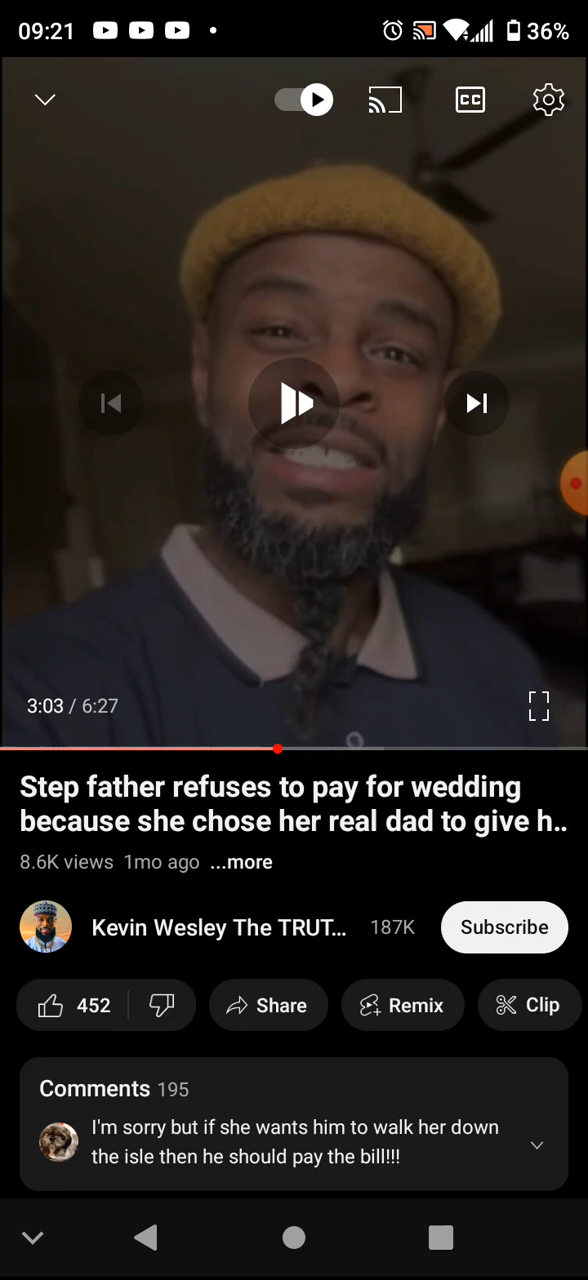 09:21
36%
CC
3:03 / 6:27
Step father refuses to pay for wedding
because she chose her real dad to give h..
8.6K views 1mo ago ...more
Kevin Wesley The TRUT... 187K Subscribe
452 Share Remix Clip
Comments 195
I'm sorry but if she wants him to walk her down
the isle then he should pay the bill!!!